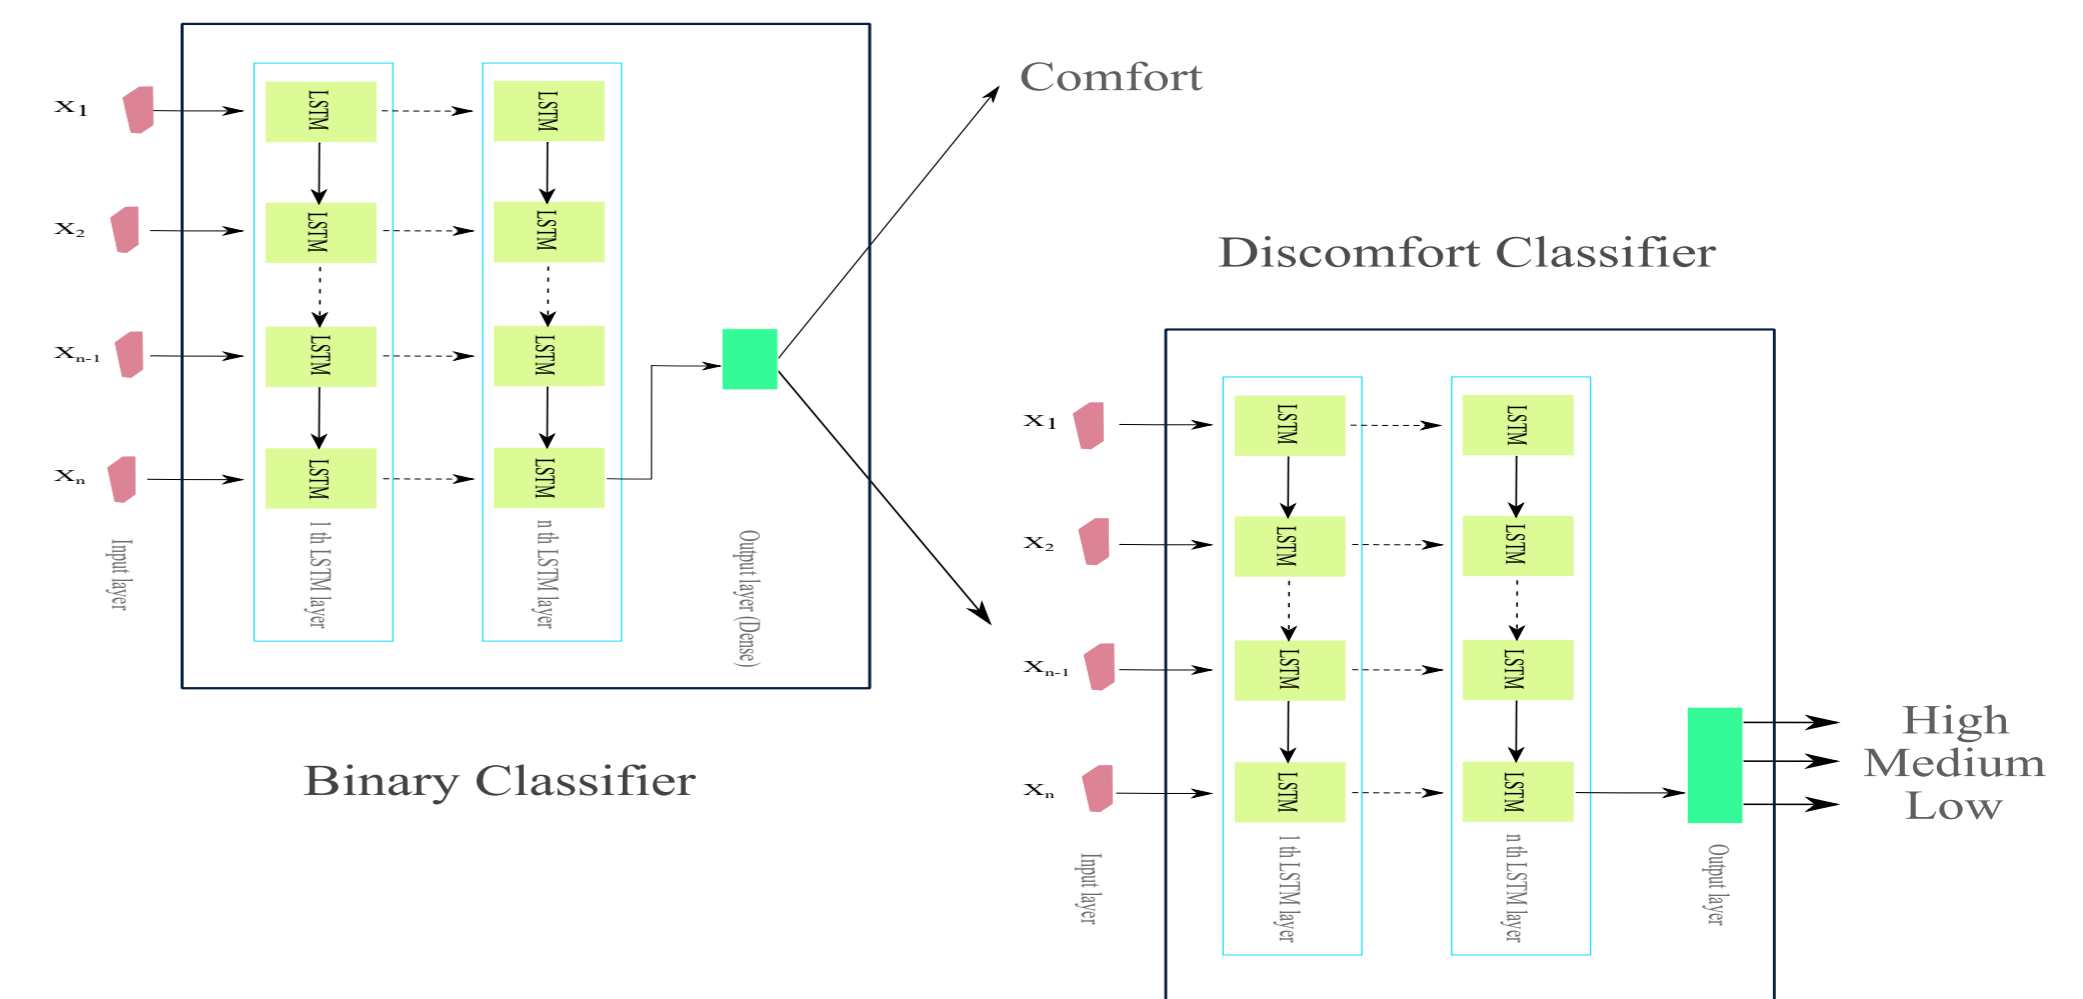 X1
LSTM
LSTM
X2
LSTM
LSTM
Xn-1
LSTM
LSTM
Xn
LSTM
LSTM
Input layer
1 th LSTM layer
n th LSTM layer
Output layer (Dense)
Binary Classifier
Comfort
Discomfort Classifier
X1
LSTM
LSTM
X2
LSTM
LSTM
Xn-1
LSTM
LSTM
Xn
LSTM
LSTM
Input layer
1 th LSTM layer
n th LSTM layer
Output layer
High
Medium
Low